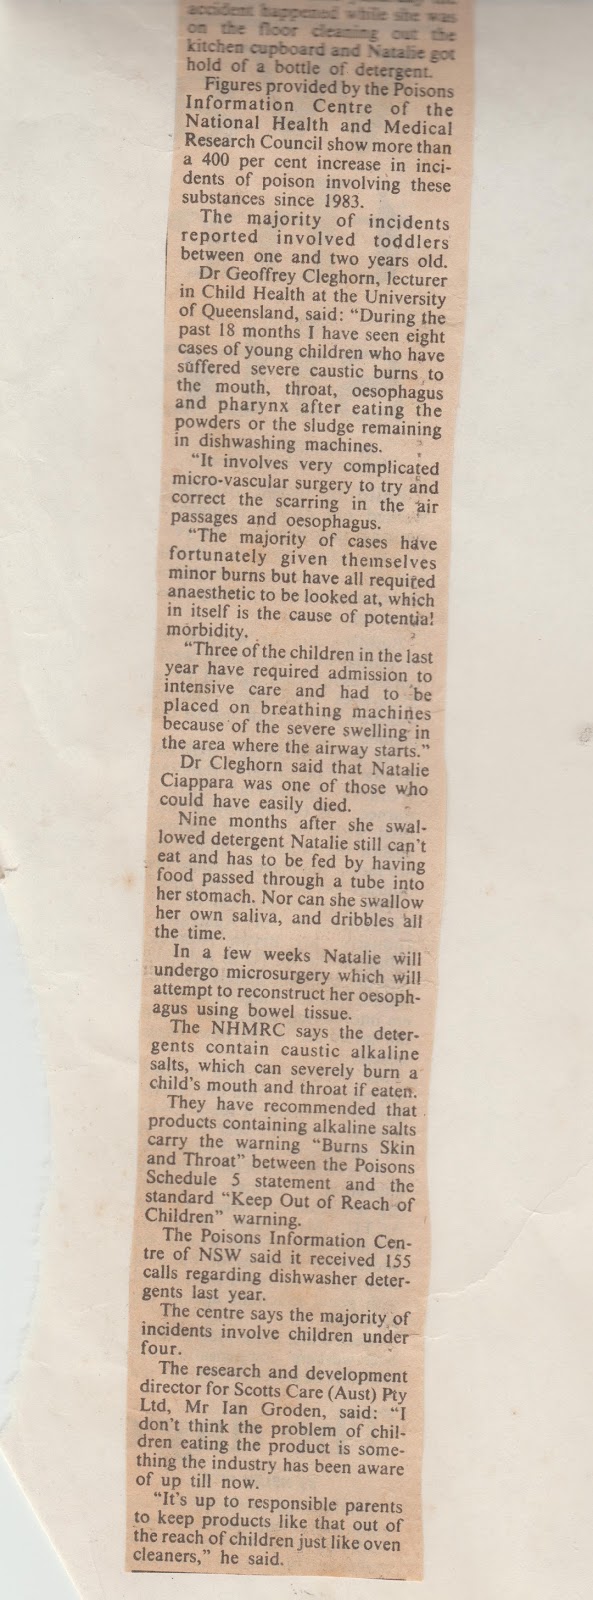 accident happened while she was
on the floor cleaning out the
kitchen cupboard and Natalie got
hold of a bottle of detergent.
Figures provided by the Poisons
Information Centre of the
National Health and Medical
Research Council show more than
a 400 per cent increase in inci-
dents of poison involving these
substances since 1983.
The majority of incidents
reported involved toddlers
between one and two years old.
Dr Geoffrey Cleghorn, lecturer
in Child Health at the University
of Queensland, said: “During the
past 18 months I have seen eight
cases of young children who have
suffered severe caustic burns to
the mouth, throat, oesophagus
and pharynx after eating the
powders or the sludge remaining
in dishwashing machines.
“It involves very complicated
micro-vascular surgery to try and
correct the scarring in the air
passages and oesophagus.
“The majority of cases have
fortunately given themselves
minor burns but have all required
anaesthetic to be looked at, which
in itself is the cause of potential
morbidity.
“Three of the children in the last
year have required admission to
intensive care and had to be
placed on breathing machines
because of the severe swelling in
the area where the airway starts.”
Dr Cleghorn said that Natalie
Ciappara was one of those who
could have easily died.
Nine months after she swal-
lowed detergent Natalie still can't
eat and has to be fed by having
food passed through a tube into
her stomach. Nor can she swallow
her own saliva, and dribbles all
the time.
In a few weeks Natalie will
undergo microsurgery which will
attempt to reconstruct her oesoph-
agus using bowel tissue.
The NHMRC says the deter-
gents contain caustic alkaline
salts, which can severely burn a
child's mouth and throat if eaten.
They have recommended that
products containing alkaline salts
carry the warning “Burns Skin
and Throat” between the Poisons
Schedule 5 statement and the
standard “Keep Out of Reach of
Children” warning.
The Poisons Information Cen-
tre of NSW said it received 155
calls regarding dishwasher deter-
gents last year.
The centre says the majority of
incidents involve children under
four.
The research and development
director for Scotts Care (Aust) Pty
Ltd, Mr Ian Groden, said: “I
don't think the problem of chil-
dren eating the product is some-
thing the industry has been aware
of up till now.
“It's up to responsible parents
to keep products like that out of
the reach of children just like oven
cleaners,” he said.